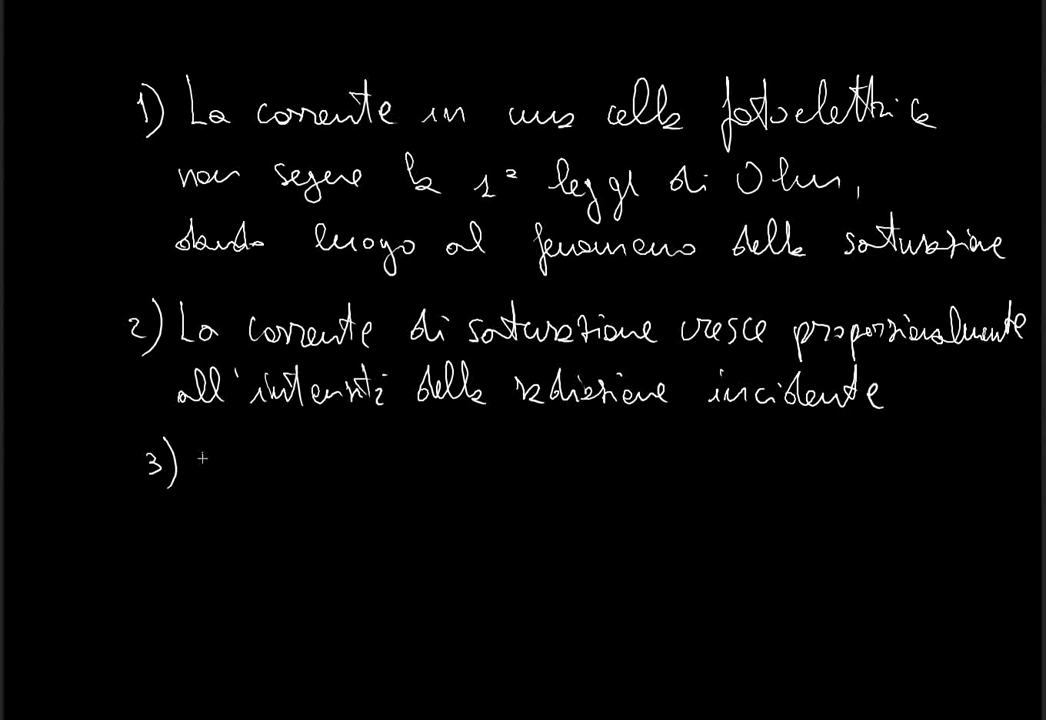 1) La corrente in una cella fotoelettrica
non segue la 1ª legge di Ohm,
dando luogo al fenomeno della saturazione
2) La corrente di saturazione cresce proporzionalmente
all'intensità della radiazione incidente
3)